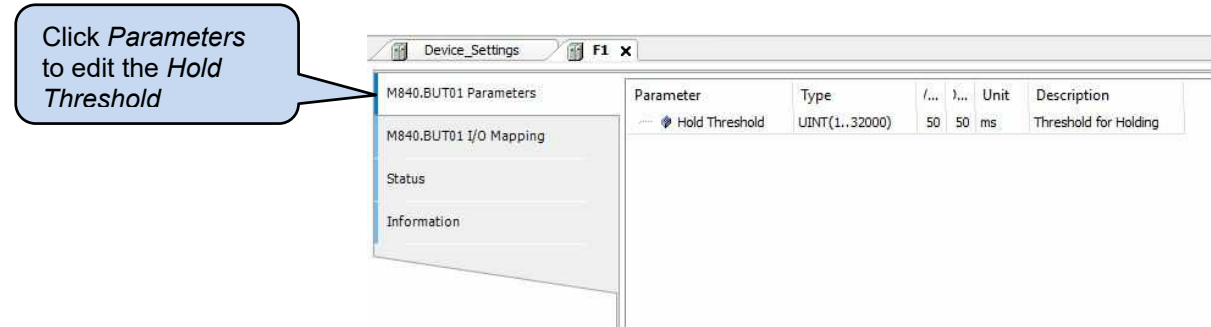 Click Parameters
to edit the Hold
Threshold
Device_Settings F1 X
M840.BUT01 Parameters
M840.BUT01 I/O Mapping
Status
Information
Parameter Type ... ... Unit Description
Hold Threshold UINT(1..32000) 50 50 ms Threshold for Holding